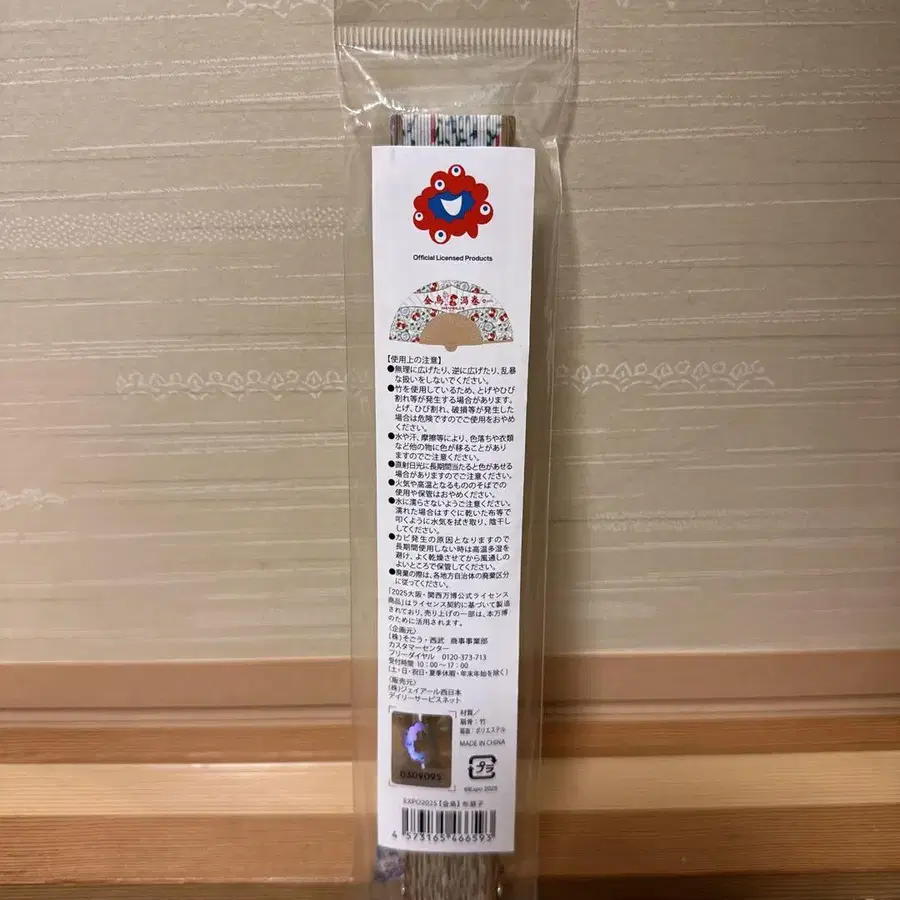 Official Licensed Products
金鳥 渦巻
【使用上の注意】
●無理に広げたり、逆に広げたり、乱暴
な扱いをしないでください。
●竹を使用しているため、とげやひび
割れ等が発生する場合があります。
とげ、ひび割れ、破損等が発生した
場合は危険ですのでご使用をおやめ
ください。
●水や汗、摩擦等により、色落ちや衣類
など他の物に色が移ることがあり
ますのでご注意ください。
●直射日光に長期間当たると色があせる
場合がありますのでご注意ください。
●火気や高温となるもののそばでの
使用や保管はおやめください。
●水に濡らさないようご注意ください。
濡れた場合はすぐに乾いた布等で
叩くように水気を拭き取り、陰干し
してください。
●カビ発生の原因となりますので
長期間使用しない時は高温多湿を
避け、よく乾燥させてから風通しの
よいところで保管してください。
●廃棄の際は、各地方自治体の廃棄区分
に従ってください。
「2025大阪・関西万博公式ライセンス
商品」はライセンス契約に基づいて製造
されており、売り上げの一部は、本万博
のために活用されます。
〈企画元〉
(株)そごう・西武 商事事業部
カスタマーセンター
フリーダイヤル 0120-373-713
受付時間 10:00～17:00
(土・日・祝日・夏季休暇・年末年始を除く)
〈販売元〉
(株)ジェイアール西日本
デイリーサービスネット
材質／
扇骨：竹
扇面：ポリエステル
MADE IN CHINA
プラ
0309095
©Expo 2025
EXPO2025【金鳥】布扇子
4 573165 466593